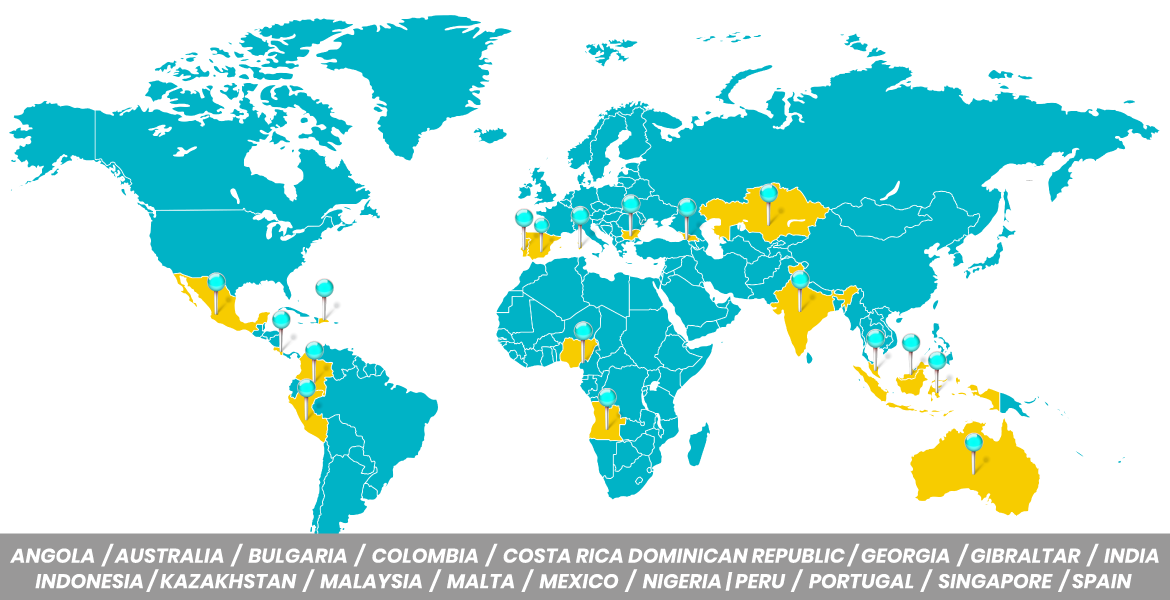 ANGOLA / AUSTRALIA / BULGARIA / COLOMBIA / COSTA RICA DOMINICAN REPUBLIC / GEORGIA / GIBRALTAR / INDIA
INDONESIA / KAZAKHSTAN / MALAYSIA / MALTA / MEXICO / NIGERIA | PERU / PORTUGAL / SINGAPORE / SPAIN